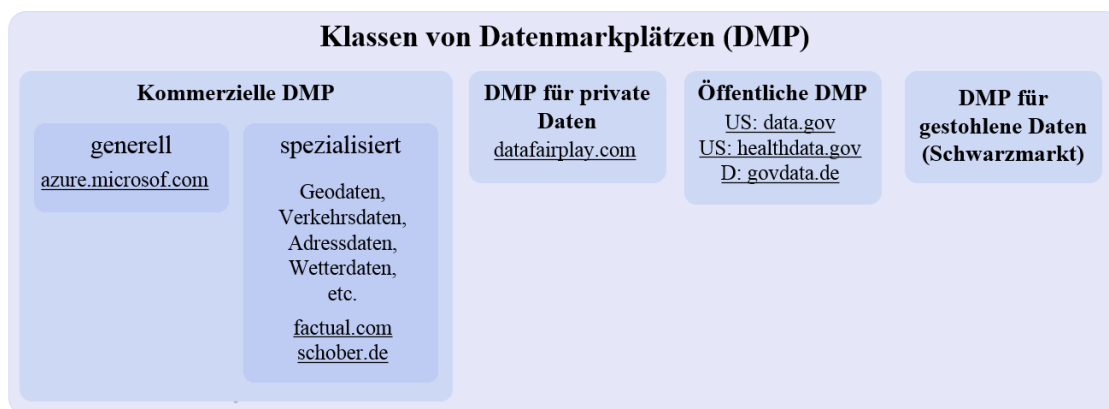 Klassen von Datenmarkplätzen (DMP)
Kommerzielle DMP
generell
azure.microsof.com
spezialisiert
Geodaten,
Verkehrsdaten,
Adressdaten,
Wetterdaten,
etc.
factual.com
schober.de
DMP für private
Daten
datafairplay.com
Öffentliche DMP
US: data.gov
US: healthdata.gov
D: govdata.de
DMP für
gestohlene Daten
(Schwarzmarkt)